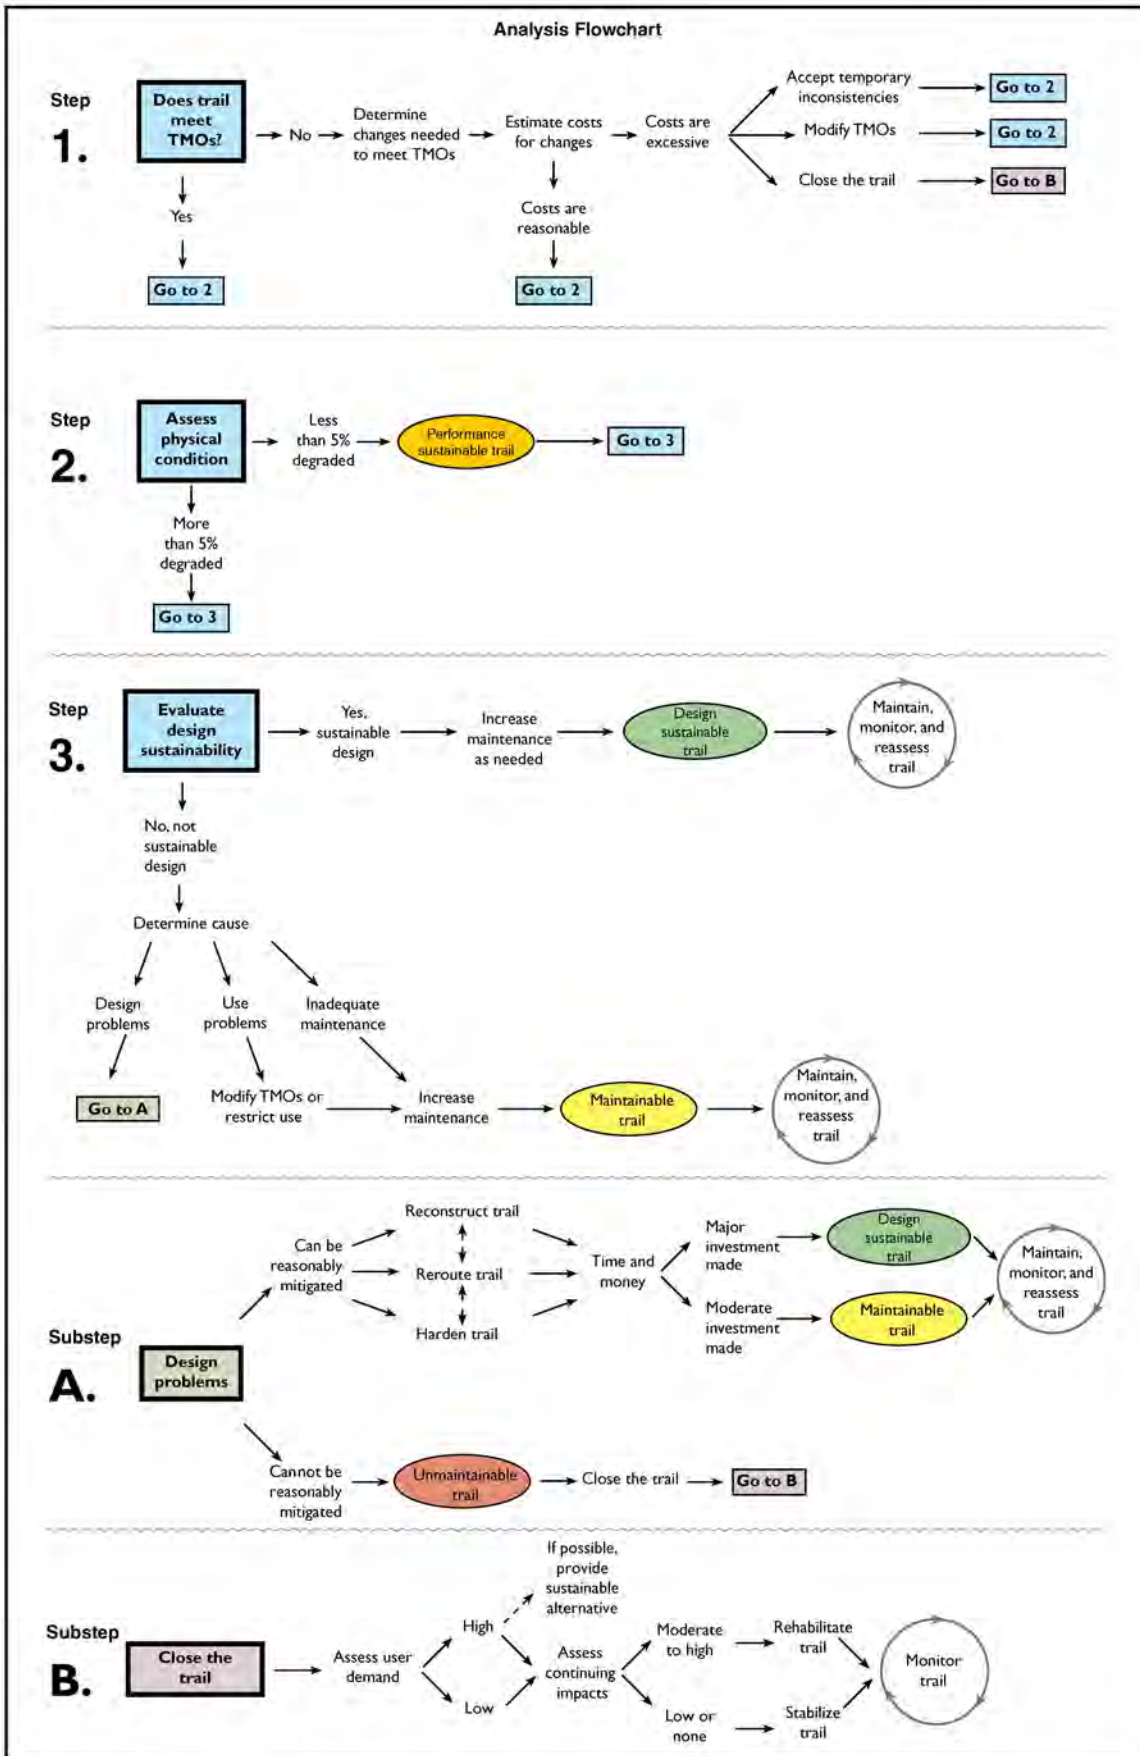 Analysis Flowchart
Step
1.
Does trail
meet
TMOs?
No
Determine
changes needed
to meet TMOs
Estimate costs
for changes
Costs are
excessive
Accept temporary
inconsistencies
Go to 2
Modify TMOs
Go to 2
Close the trail
Go to B
Yes
Go to 2
Costs are
reasonable
Go to 2
Step
2.
Assess
physical
condition
Less
than 5%
degraded
Performance
sustainable trail
Go to 3
More
than 5%
degraded
Go to 3
Step
3.
Evaluate
design
sustainability
Yes,
sustainable
design
Increase
maintenance
as needed
Design
sustainable
trail
Maintain,
monitor, and
reassess
trail
No, not
sustainable
design
Determine cause
Design
problems
Use
problems
Inadequate
maintenance
Go to A
Modify TMOs or
restrict use
Increase
maintenance
Maintainable
trail
Maintain,
monitor, and
reassess
trail
Substep
A.
Design
problems
Can be
reasonably
mitigated
Reconstruct trail
Reroute trail
Harden trail
Time and
money
Major
investment
made
Design
sustainable
trail
Moderate
investment
made
Maintainable
trail
Maintain,
monitor, and
reassess
trail
Cannot be
reasonably
mitigated
Unmaintainable
trail
Close the trail
Go to B
Substep
B.
Close the
trail
Assess user
demand
High
If possible,
provide
sustainable
alternative
Low
Assess
continuing
impacts
Moderate
to high
Rehabilitate
trail
Low or
none
Stabilize
trail
Monitor
trail